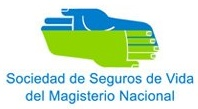 Sociedad de Seguros de Vida
del Magisterio Nacional